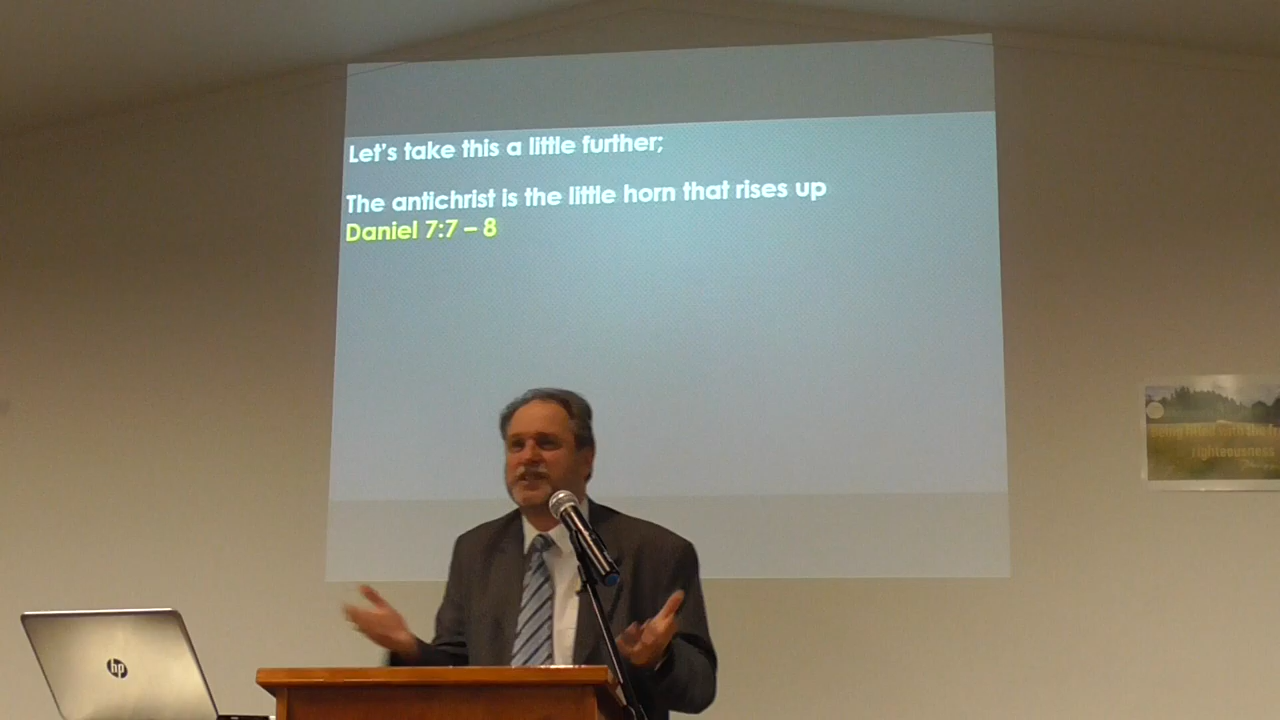 Let's take this a little further;
The antichrist is the little horn that rises up
Daniel 7:7 – 8
hp
righteousness